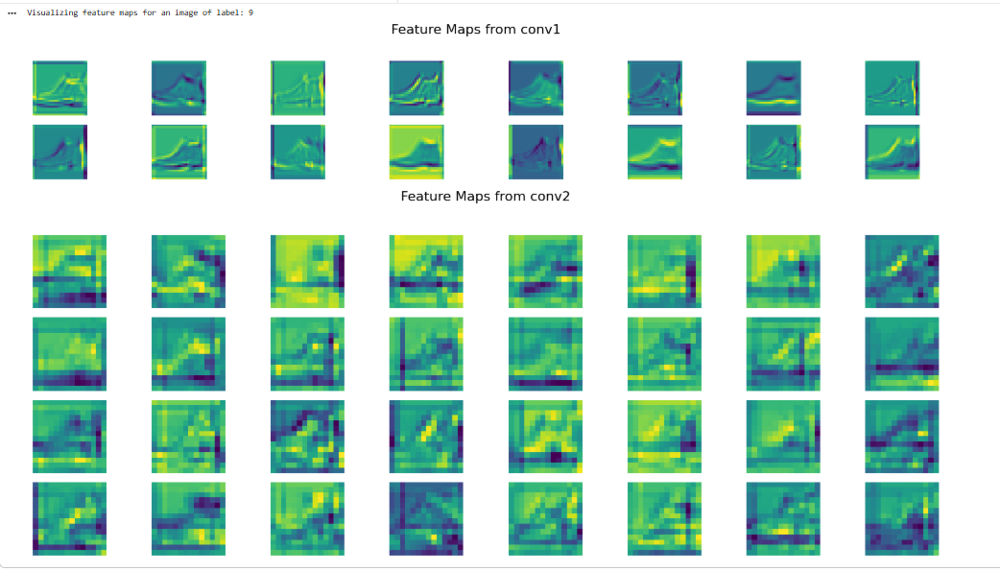 ... Visualizing feature maps for an image of label: 9
Feature Maps from conv1
Feature Maps from conv2